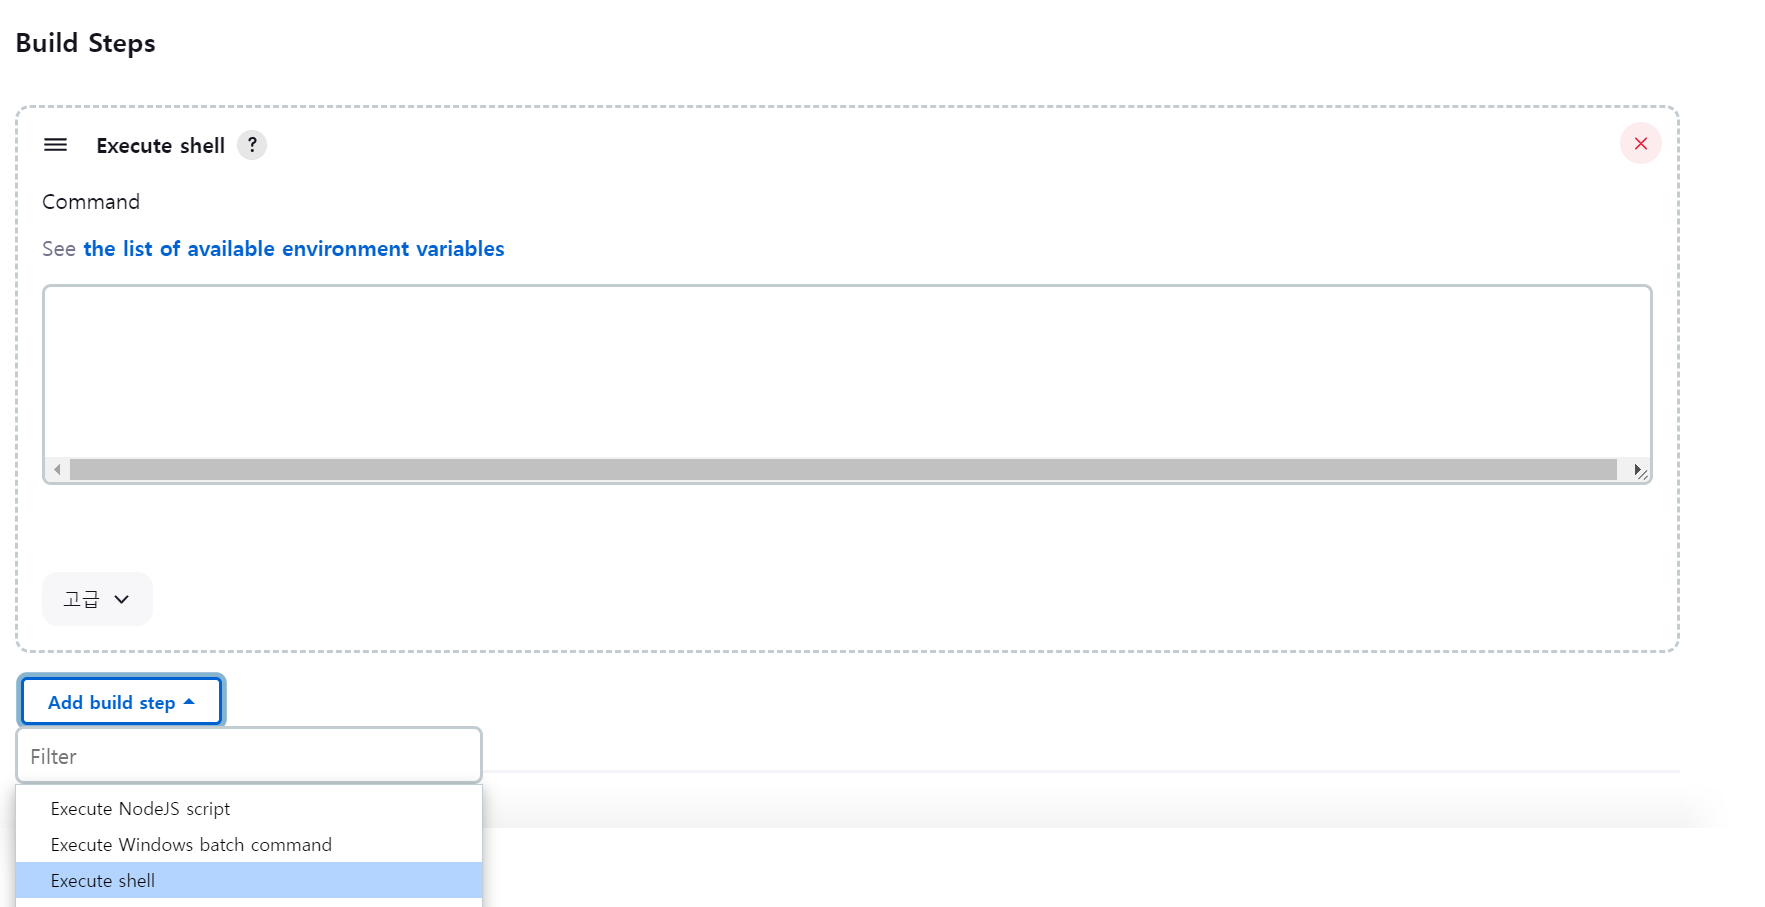 Build Steps
Execute shell ?
Command
See the list of available environment variables
고급
Add build step
Filter
Execute NodeJS script
Execute Windows batch command
Execute shell